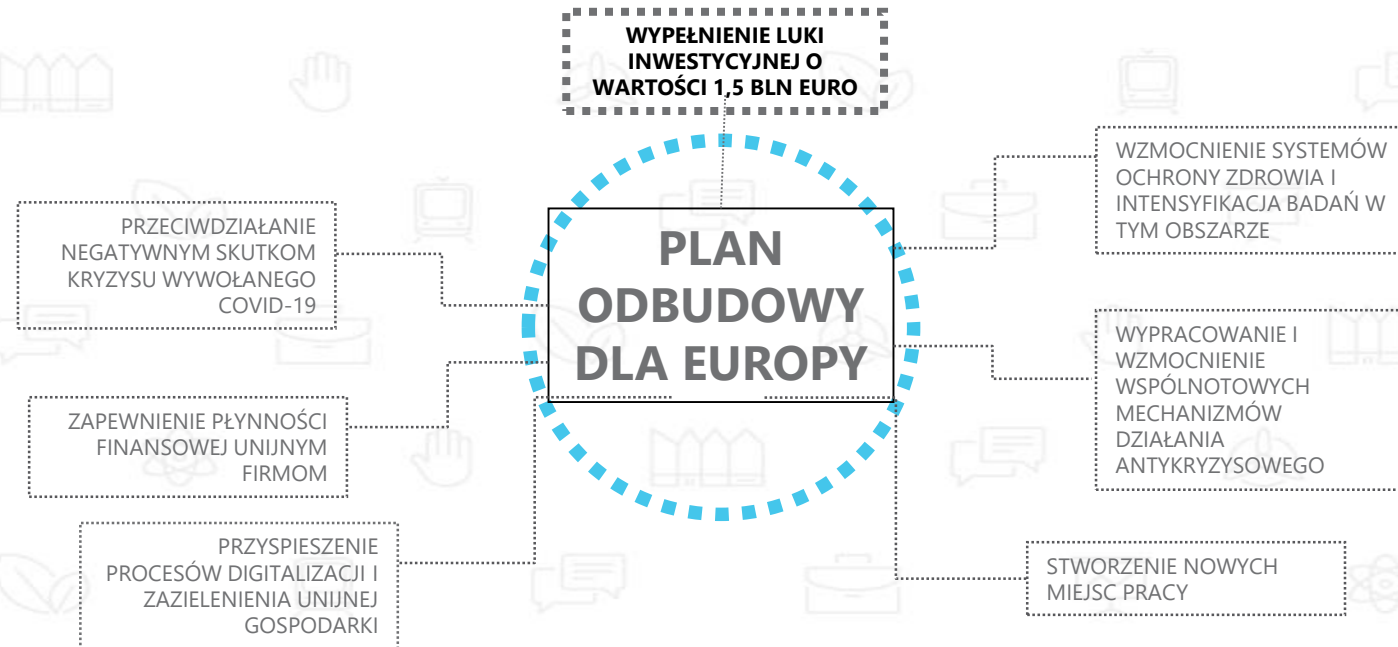 WYPEŁNIENIE LUKI
INWESTYCYJNEJ O
WARTOŚCI 1,5 BLN EURO
PLAN
ODBUDOWY
DLA EUROPY
PRZECIWDZIAŁANIE
NEGATYWNYM SKUTKOM
KRYZYSU WYWOŁANEGO
COVID-19
ZAPEWNIENIE PŁYNNOŚCI
FINANSOWEJ UNIJNYM
FIRMOM
PRZYSPIESZENIE
PROCESÓW DIGITALIZACJI I
ZAZIELENIENIA UNIJNEJ
GOSPODARKI
WZMOCNIENIE SYSTEMÓW
OCHRONY ZDROWIA I
INTENSYFIKACJA BADAŃ W
TYM OBSZARZE
WYPRACOWANIE I
WZMOCNIENIE
WSPÓLNOTOWYCH
MECHANIZMÓW
DZIAŁANIA
ANTYKRYZYSOWEGO
STWORZENIE NOWYCH
MIEJSC PRACY